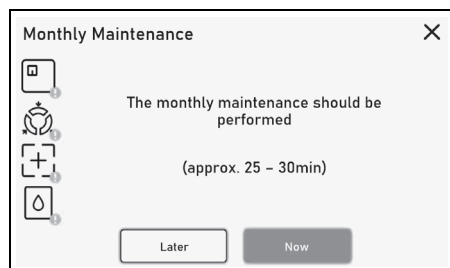 Monthly Maintenance
The monthly maintenance should be
performed
(approx. 25 – 30min)
Later
Now